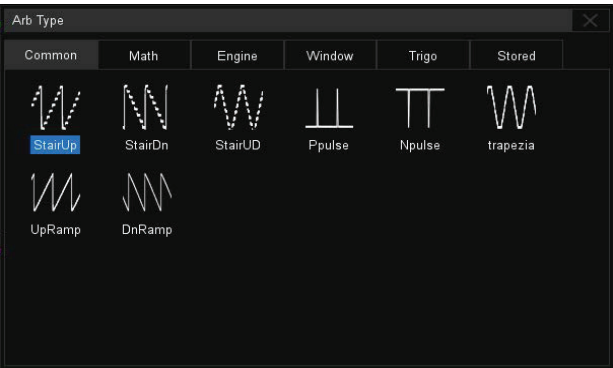 Arb Type
Common Math Engine Window Trigo Stored
StairUp StairDn StairUD Ppulse Npulse trapezia
UpRamp DnRamp